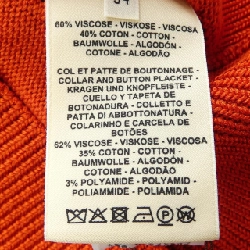 60% VISCOSE - VISKOSE - VISCOSA
40% COTON - COTTON -
BAUMWOLLE - ALGODÓN -
COTONE - ALGODÃO
COL ET PATTE DE BOUTONNAGE -
COLLAR AND BUTTON PLACKET -
KRAGEN UND KNOPFLEISTE -
CUELLO Y TAPETA DE
BOTONADURA - COLLETTO E
PATTA DI ABBOTTONATURA -
COLARINHO E CARCELA DE
BOTÕES
62% VISCOSE - VISKOSE - VISCOSA
35% COTON - COTTON -
BAUMWOLLE - ALGODÓN -
COTONE - ALGODÃO
3% POLYAMIDE - POLYAMID -
POLIAMMIDE - POLIAMIDA